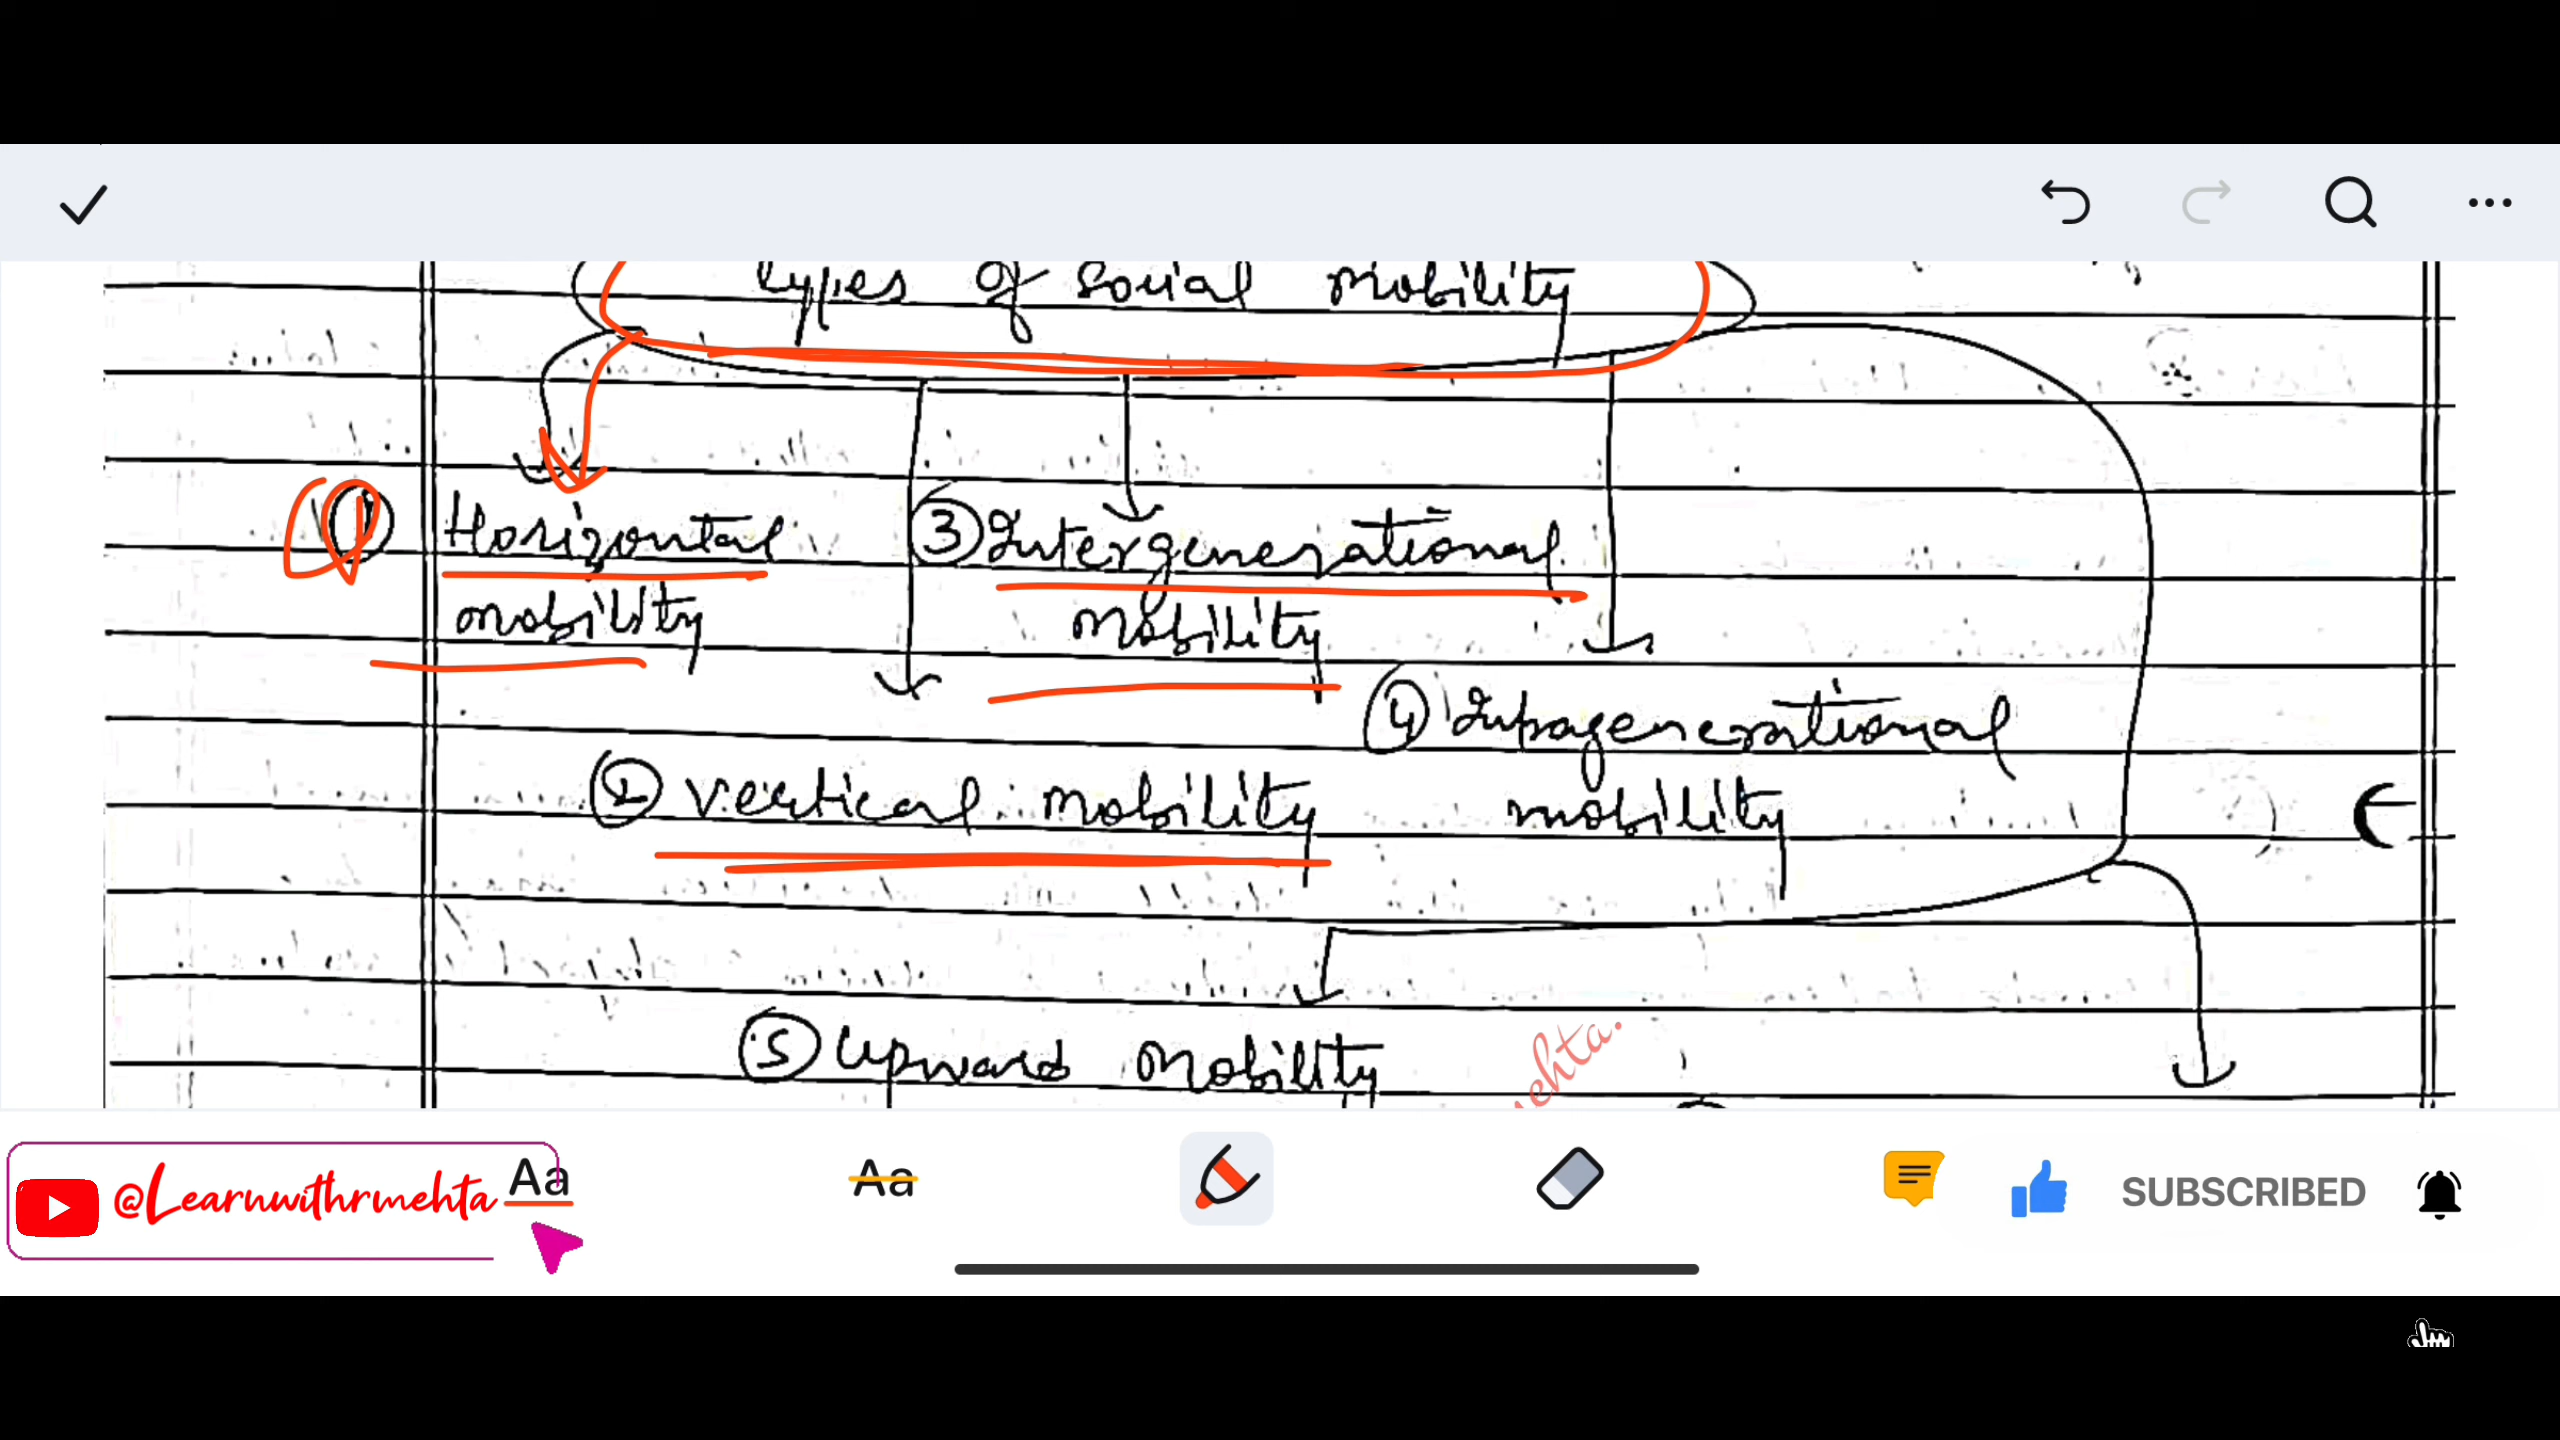 types of social mobility
① Horizontal
mobility
③ Intergenerational
mobility
④ Intragenerational
mobility
② vertical mobility
⑤ Upward Mobility
ehta.
@Learnwithrmehta
Aa
Aa
SUBSCRIBED